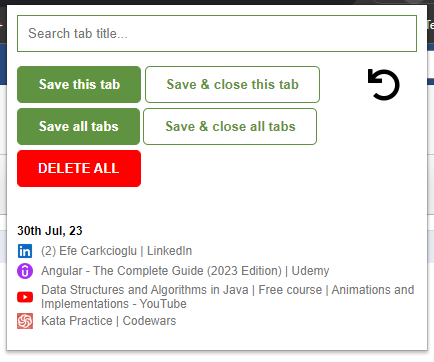 Search tab title...
Save this tab
Save & close this tab
Save all tabs
Save & close all tabs
DELETE ALL
30th Jul, 23
(2) Efe Carkcioglu | LinkedIn
Angular - The Complete Guide (2023 Edition) | Udemy
Data Structures and Algorithms in Java | Free course | Animations and
Implementations - YouTube
Kata Practice | Codewars